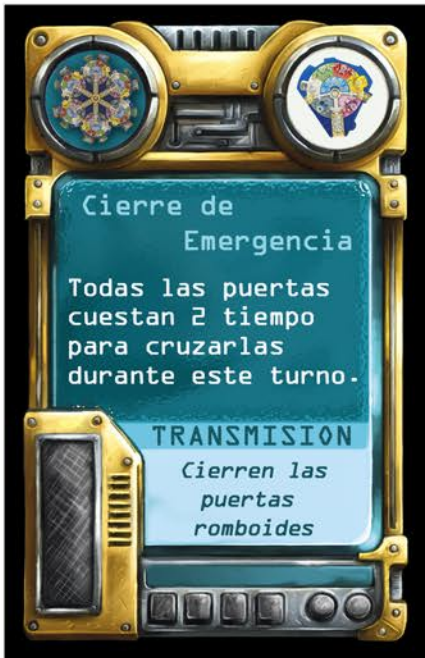 Cierre de
Emergencia
Todas las puertas
cuestan 2 tiempo
para cruzarlas
durante este turno.
TRANSMISION
Cierren las
puertas
romboides